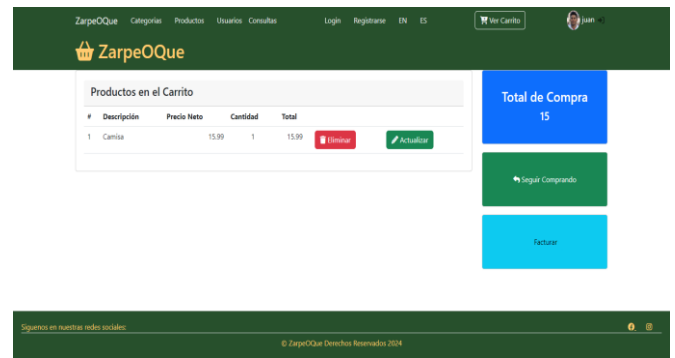 ZarpeOQue Categorias Productos Usuarios Consultas Login Registrarse EN ES Ver Carrito juan
ZarpeOQue
Productos en el Carrito
# Descripción Precio Neto Cantidad Total
1 Camisa 15.99 1 15.99 Eliminar Actualizar
Total de Compra
15
Seguir Comprando
Facturar
Siguenos en nuestras redes sociales:
© ZarpeOQue Derechos Reservados 2024